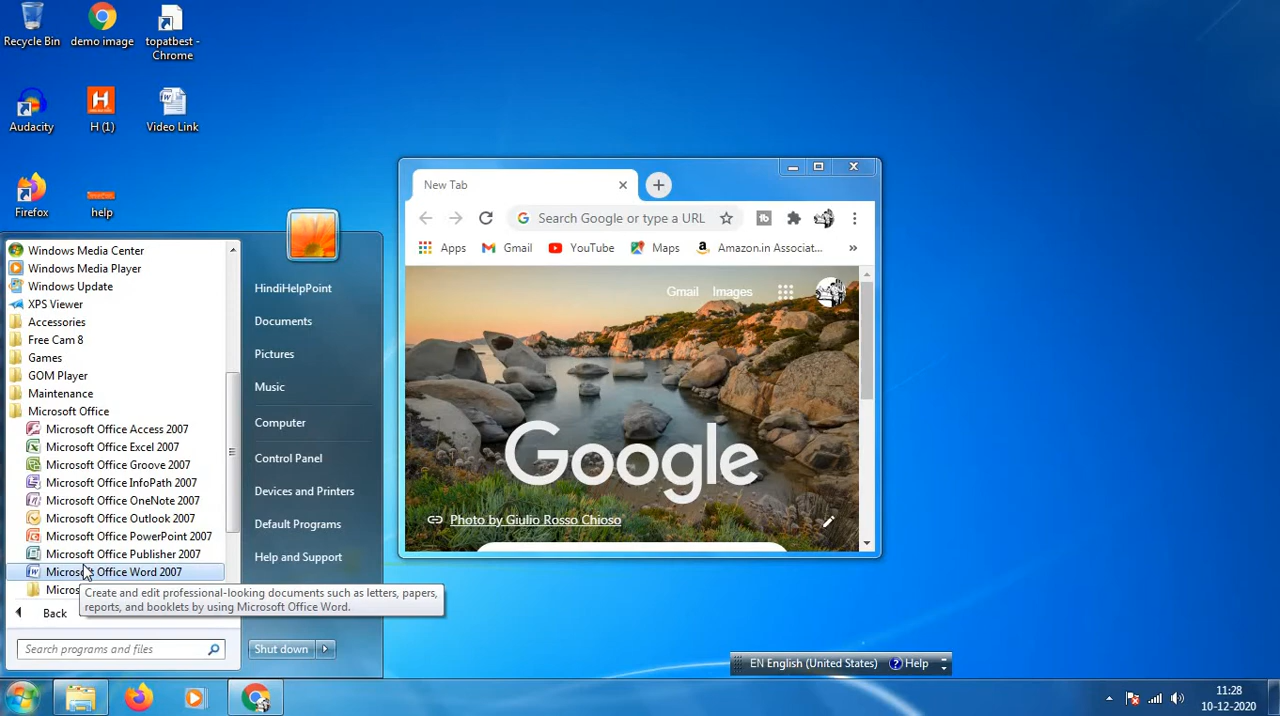 Recycle Bin
demo image
topatbest -
Chrome
Audacity
H
H (1)
Video Link
Firefox
help
New Tab
Search Google or type a URL
Apps
Gmail
YouTube
Maps
Amazon.in Associat...
»
Gmail
Images
Google
Photo by Giulio Rosso Chioso
Windows Media Center
Windows Media Player
Windows Update
XPS Viewer
Accessories
Free Cam 8
Games
GOM Player
Maintenance
Microsoft Office
Microsoft Office Access 2007
Microsoft Office Excel 2007
Microsoft Office Groove 2007
Microsoft Office InfoPath 2007
Microsoft Office OneNote 2007
Microsoft Office Outlook 2007
Microsoft Office PowerPoint 2007
Microsoft Office Publisher 2007
Microsoft Office Word 2007
Create and edit professional-looking documents such as letters, papers,
reports, and booklets by using Microsoft Office Word.
Back
Search programs and files
HindiHelpPoint
Documents
Pictures
Music
Computer
Control Panel
Devices and Printers
Default Programs
Help and Support
Shut down
EN English (United States)
Help
11:28
10-12-2020